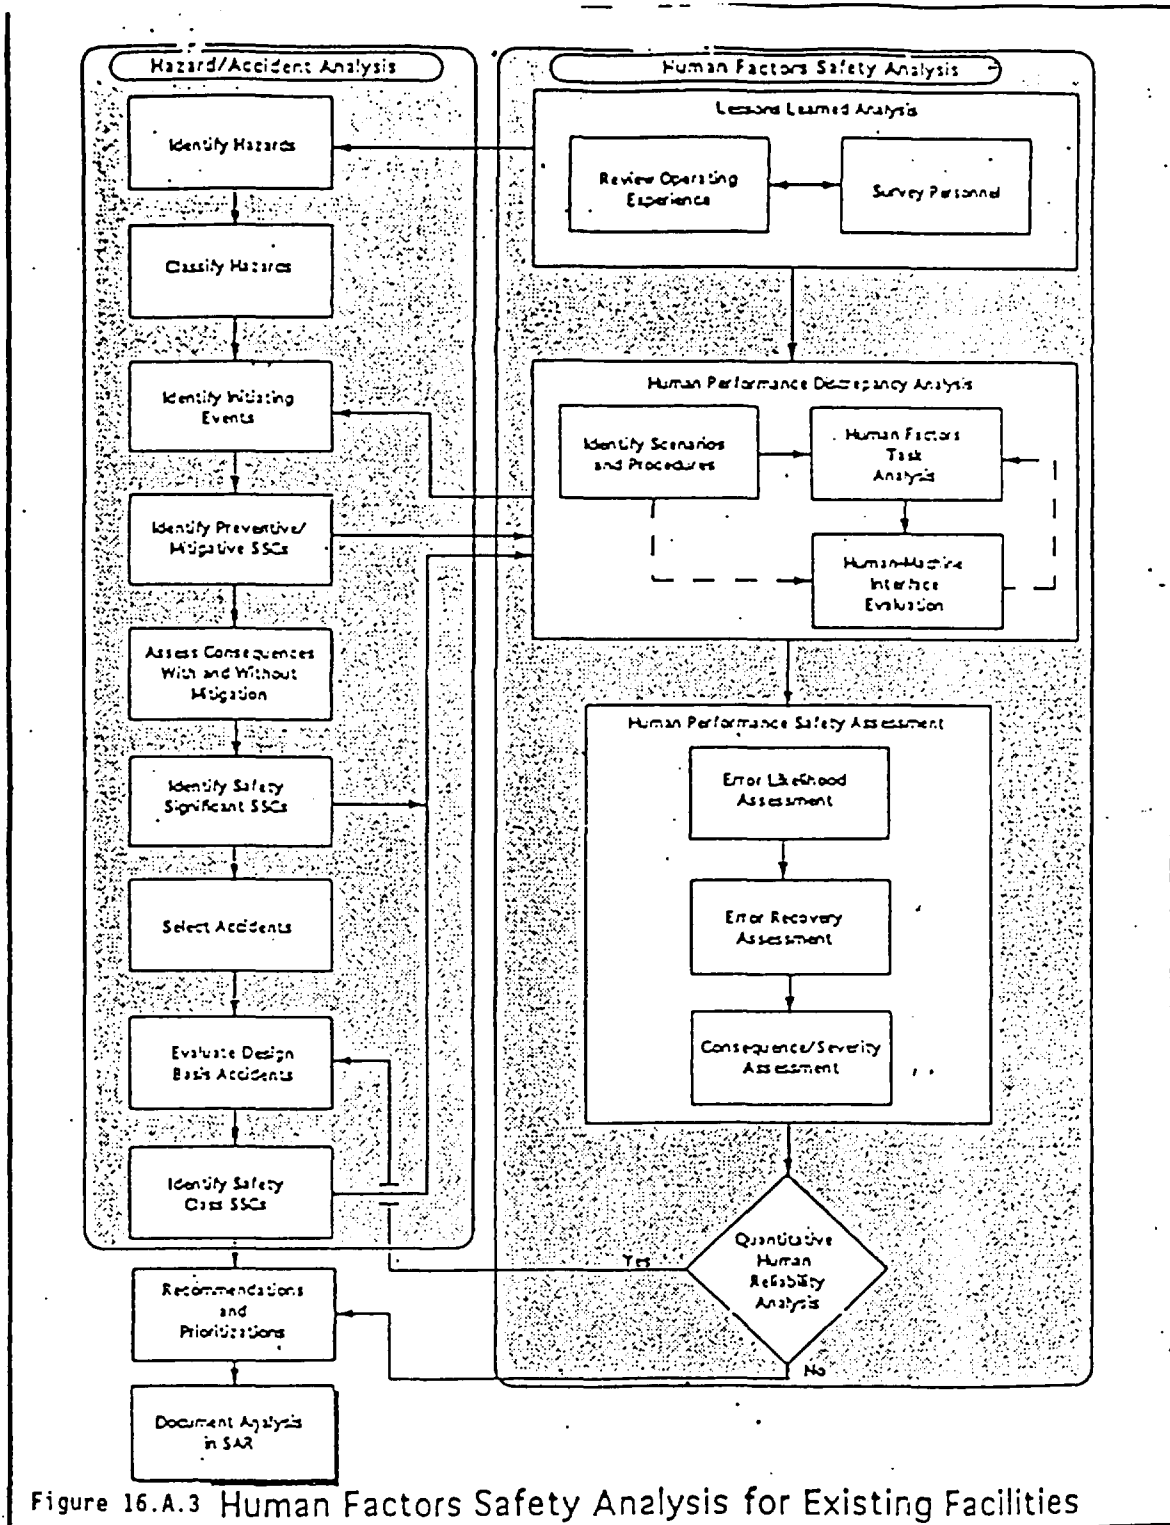 Hazard/Accident Analysis
Identify Hazards
Classify Hazards
Identify Initiating
Events
Identify Preventive/
Mitigative SSCs
Assess Consequences
With and Without
Mitigation
Identify Safety
Significant SSCs
Select Accidents
Evaluate Design
Basis Accidents
Identify Safety
Class SSCs
Recommendations
and
Prioritizations
Document Analysis
in SAR
Human Factors Safety Analysis
Lessons Learned Analysis
Review Operating
Experience
Survey Personnel
Human Performance Discrepancy Analysis
Identify Scenarios
and Procedures
Human Factors
Task
Analysis
Human-Machine
Interface
Evaluation
Human Performance Safety Assessment
Error Likelihood
Assessment
Error Recovery
Assessment
Consequence/Severity
Assessment
Quantitative
Human
Reliability
Analysis
Yes
No
Figure 16.A.3 Human Factors Safety Analysis for Existing Facilities